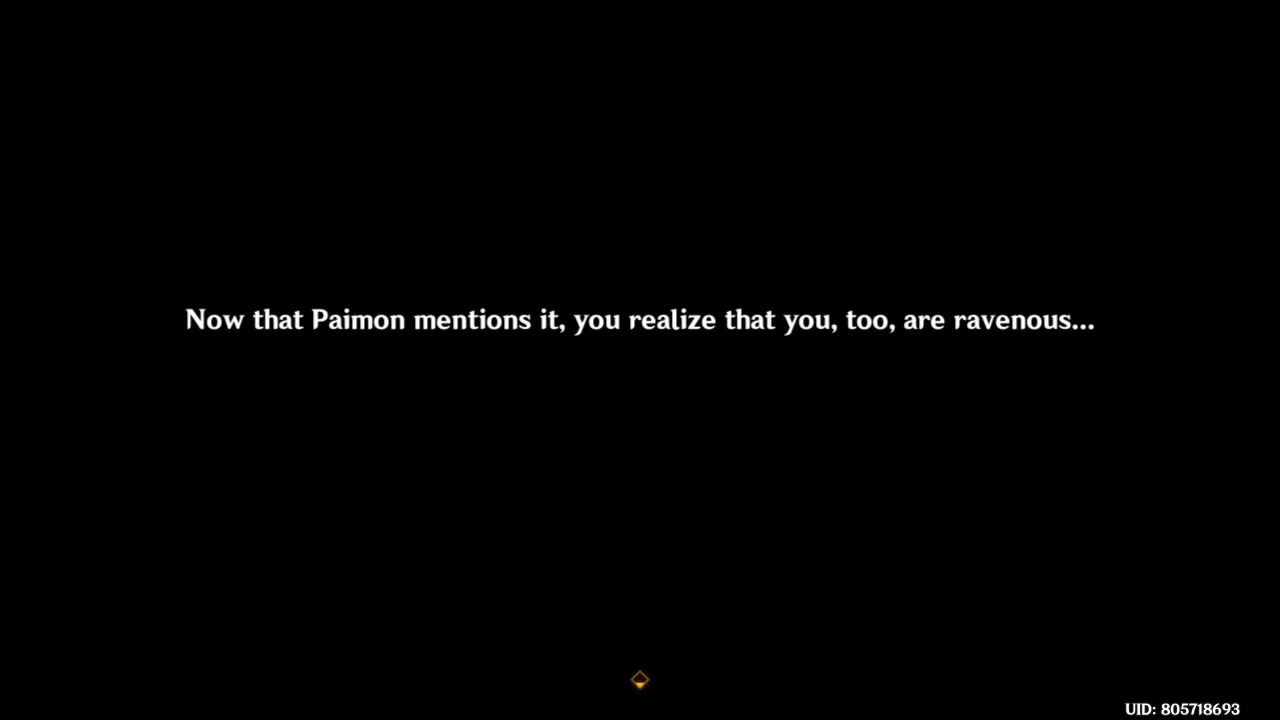 Now that Paimon mentions it, you realize that you, too, are ravenous...
UID: 805718693